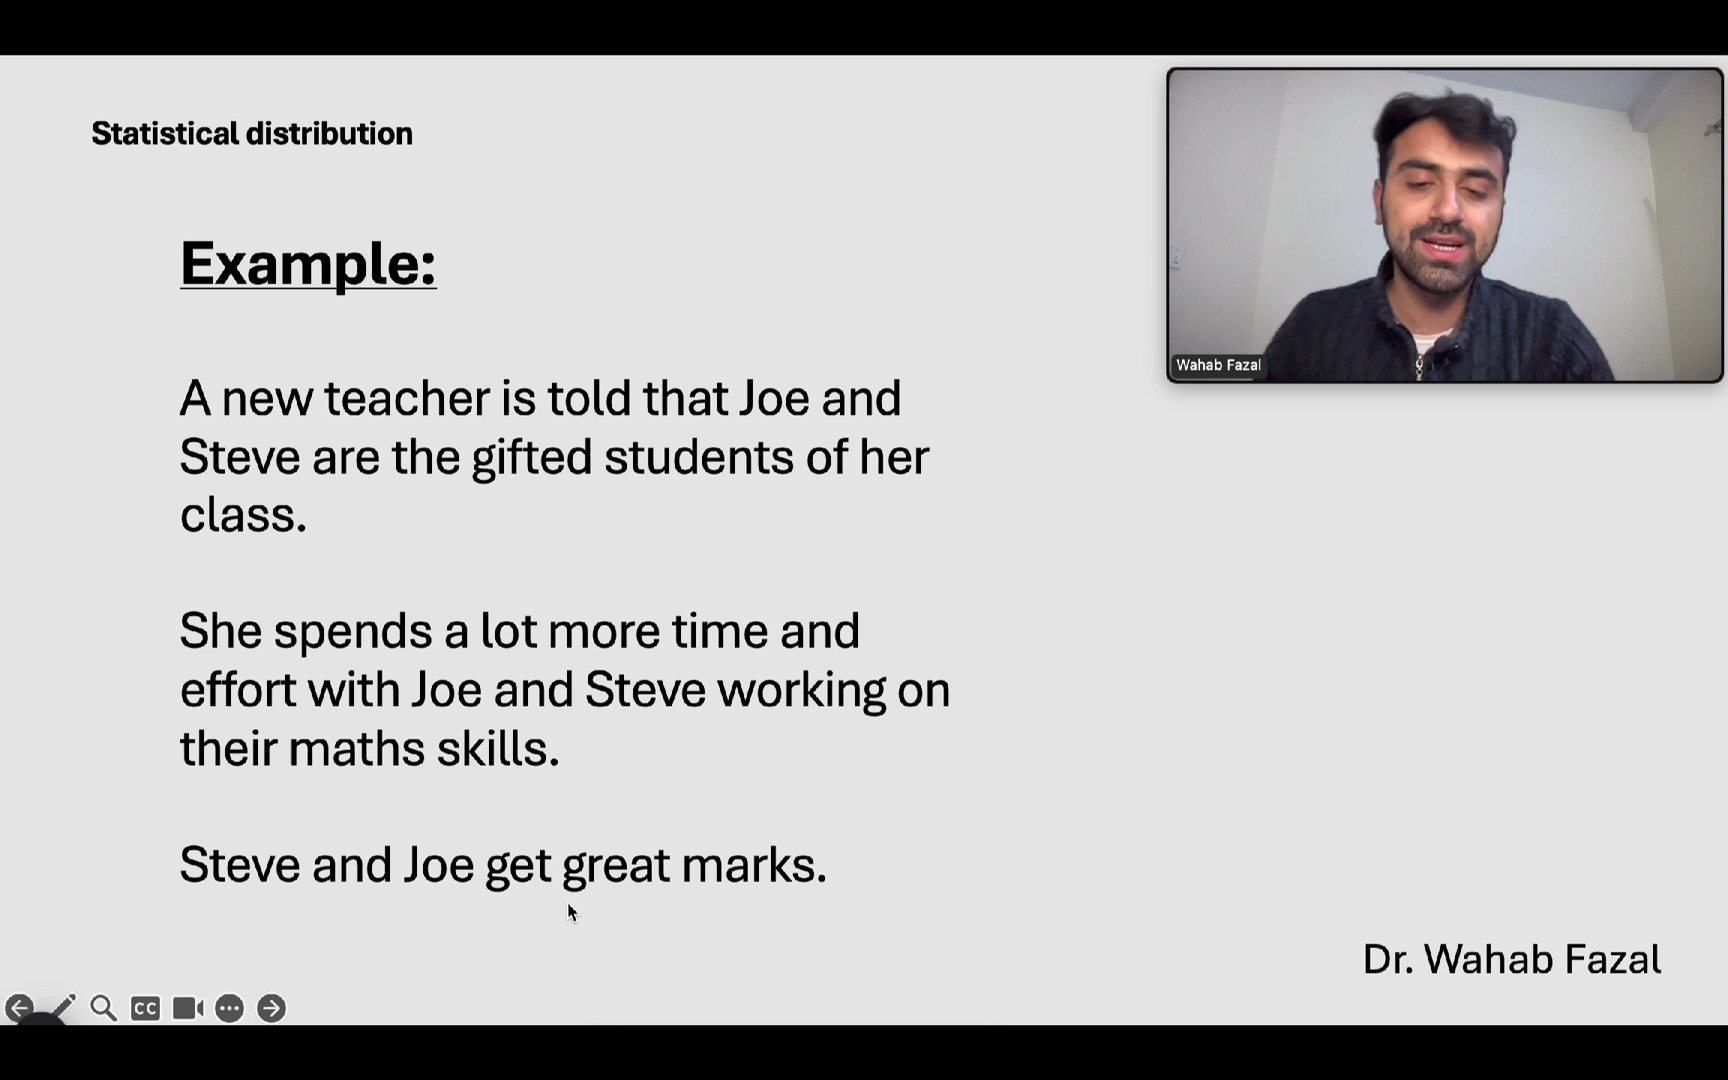 Statistical distribution
Example:
A new teacher is told that Joe and
Steve are the gifted students of her
class.
She spends a lot more time and
effort with Joe and Steve working on
their maths skills.
Steve and Joe get great marks.
Wahab Fazal
Dr. Wahab Fazal
CC